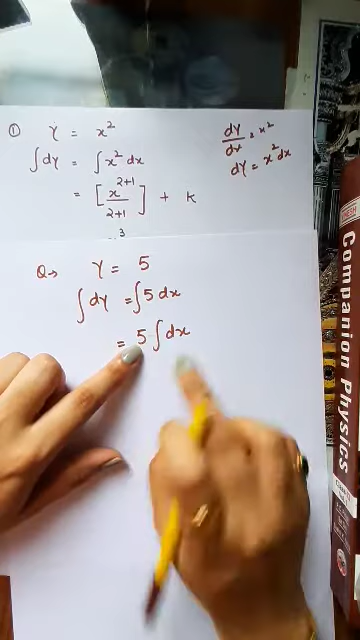 ① Y = x²
∫dY = ∫x² dx
= [x^(2+1)/(2+1)] + k
3
dY/dx = x²
dY = x² dx
Q→ Y = 5
∫dY = ∫5 dx
= 5 ∫dx
COMPANION PHYSICS